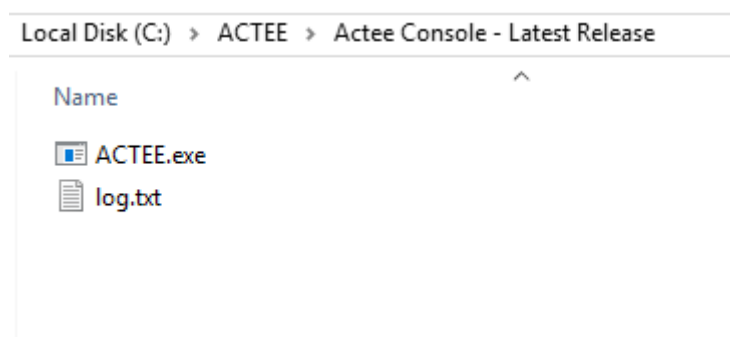 Local Disk (C:) > ACTEE > Actee Console - Latest Release
Name
ACTEE.exe
log.txt